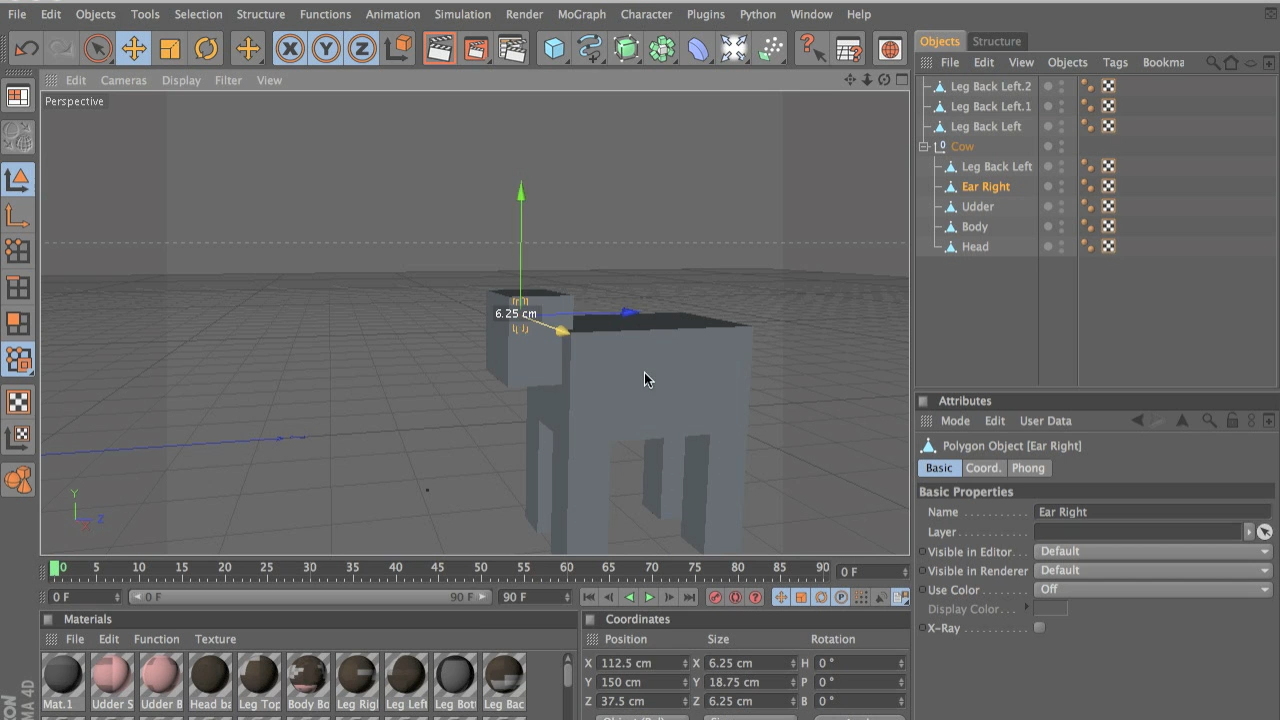 File Edit Objects Tools Selection Structure Functions Animation Simulation Render MoGraph Character Plugins Python Window Help
Objects Structure
File Edit View Objects Tags Bookma
Edit Cameras Display Filter View
Perspective
Leg Back Left.2
Leg Back Left.1
Leg Back Left
Cow
Leg Back Left
Ear Right
Udder
Body
Head
6.25 cm
Y
Z
Attributes
Mode Edit User Data
Polygon Object [Ear Right]
Basic Coord. Phong
Basic Properties
Name Ear Right
Layer
Visible in Editor Default
Visible in Renderer Default
Use Color Off
Display Color
X-Ray
0 5 10 15 20 25 30 35 40 45 50 55 60 65 70 75 80 85 90 0 F
0 F 0 F 90 F 90 F
Materials
File Edit Function Texture
Mat.1 Udder S Udder B Head ba Leg Top Body Bo Leg Rig Leg Left Leg Bot Leg Bac
Coordinates
Position Size Rotation
X 112.5 cm X 6.25 cm H 0 °
Y 150 cm Y 18.75 cm P 0 °
Z 37.5 cm Z 6.25 cm B 0 °